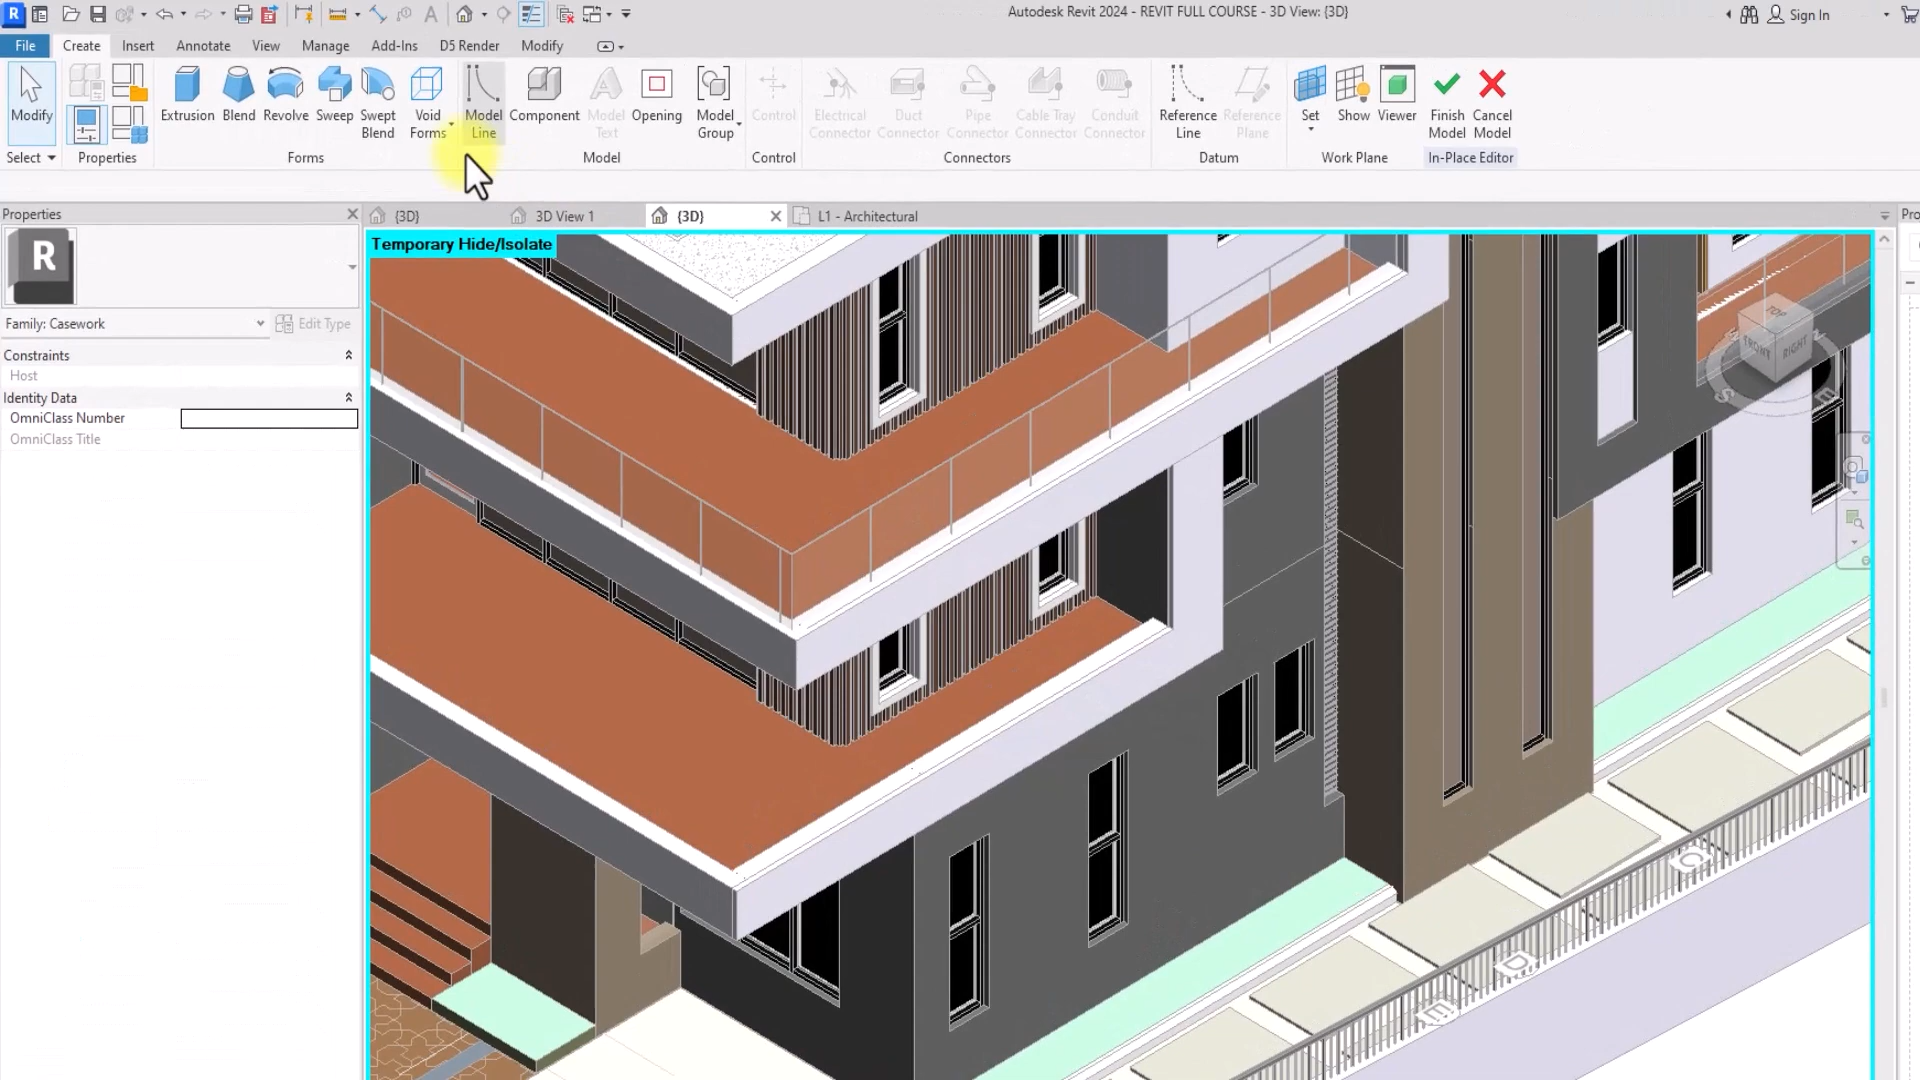 Autodesk Revit 2024 - REVIT FULL COURSE - 3D View: {3D}
Sign In
File
Create
Insert
Annotate
View
Manage
Add-Ins
D5 Render
Modify
Modify
Extrusion
Blend
Revolve
Sweep
Swept
Blend
Void
Forms
Model
Line
Component
Model
Text
Opening
Model
Group
Control
Electrical
Connector
Duct
Connector
Pipe
Connector
Cable Tray
Connector
Conduit
Connector
Reference
Line
Reference
Plane
Set
Show
Viewer
Finish
Model
Cancel
Model
Select
Properties
Forms
Model
Control
Connectors
Datum
Work Plane
In-Place Editor
Properties
{3D}
3D View 1
{3D}
L1 - Architectural
Proj
R
Temporary Hide/Isolate
Family: Casework
Edit Type
Constraints
Host
Identity Data
OmniClass Number
OmniClass Title
TOP
FRONT
RIGHT
S
E
C
D
E